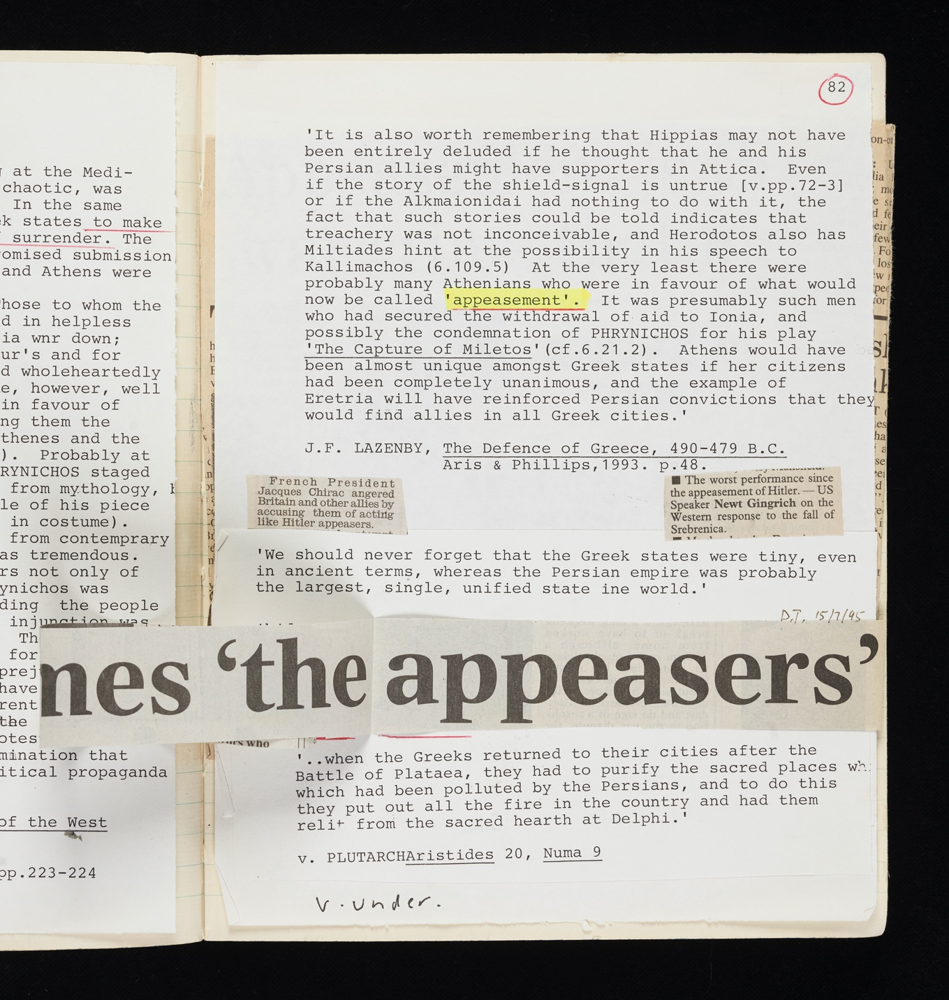 at the Medi-
chaotic, was
In the same
states to make
surrender. The
omised submission
and Athens were
hose to whom the
d in helpless
ia wnr down;
ur's and for
d wholeheartedly
e, however, well
in favour of
ng them the
thenes and the
). Probably at
RYNICHOS staged
from mythology,
le of his piece
in costume).
from contemprary
as tremendous.
rs not only of
ynichos was
ding the people
injunction was
Th
for
prej
have
rent
the
otes
mination that
itical propaganda
of the West
pp.223-224
82
'It is also worth remembering that Hippias may not have
been entirely deluded if he thought that he and his
Persian allies might have supporters in Attica. Even
if the story of the shield-signal is untrue [v.pp.72-3]
or if the Alkmaionidai had nothing to do with it, the
fact that such stories could be told indicates that
treachery was not inconceivable, and Herodotos also has
Miltiades hint at the possibility in his speech to
Kallimachos (6.109.5) At the very least there were
probably many Athenians who were in favour of what would
now be called 'appeasement'. It was presumably such men
who had secured the withdrawal of aid to Ionia, and
possibly the condemnation of PHRYNICHOS for his play
'The Capture of Miletos'(cf.6.21.2). Athens would have
been almost unique amongst Greek states if her citizens
had been completely unanimous, and the example of
Eretria will have reinforced Persian convictions that they
would find allies in all Greek cities.'
J.F. LAZENBY, The Defence of Greece, 490-479 B.C.
Aris & Phillips,1993. p.48.
French President
Jacques Chirac angered
Britain and other allies by
accusing them of acting
like Hitler appeasers.
■ The worst performance since
the appeasement of Hitler. — US
Speaker Newt Gingrich on the
Western response to the fall of
Srebrenica.
'We should never forget that the Greek states were tiny, even
in ancient terms, whereas the Persian empire was probably
the largest, single, unified state ine world.'
D.T. 15/7/95
nes 'the appeasers'
who
'..when the Greeks returned to their cities after the
Battle of Plataea, they had to purify the sacred places wh
which had been polluted by the Persians, and to do this
they put out all the fire in the country and had them
relit from the sacred hearth at Delphi.'
v. PLUTARCHAristides 20, Numa 9
v. under.